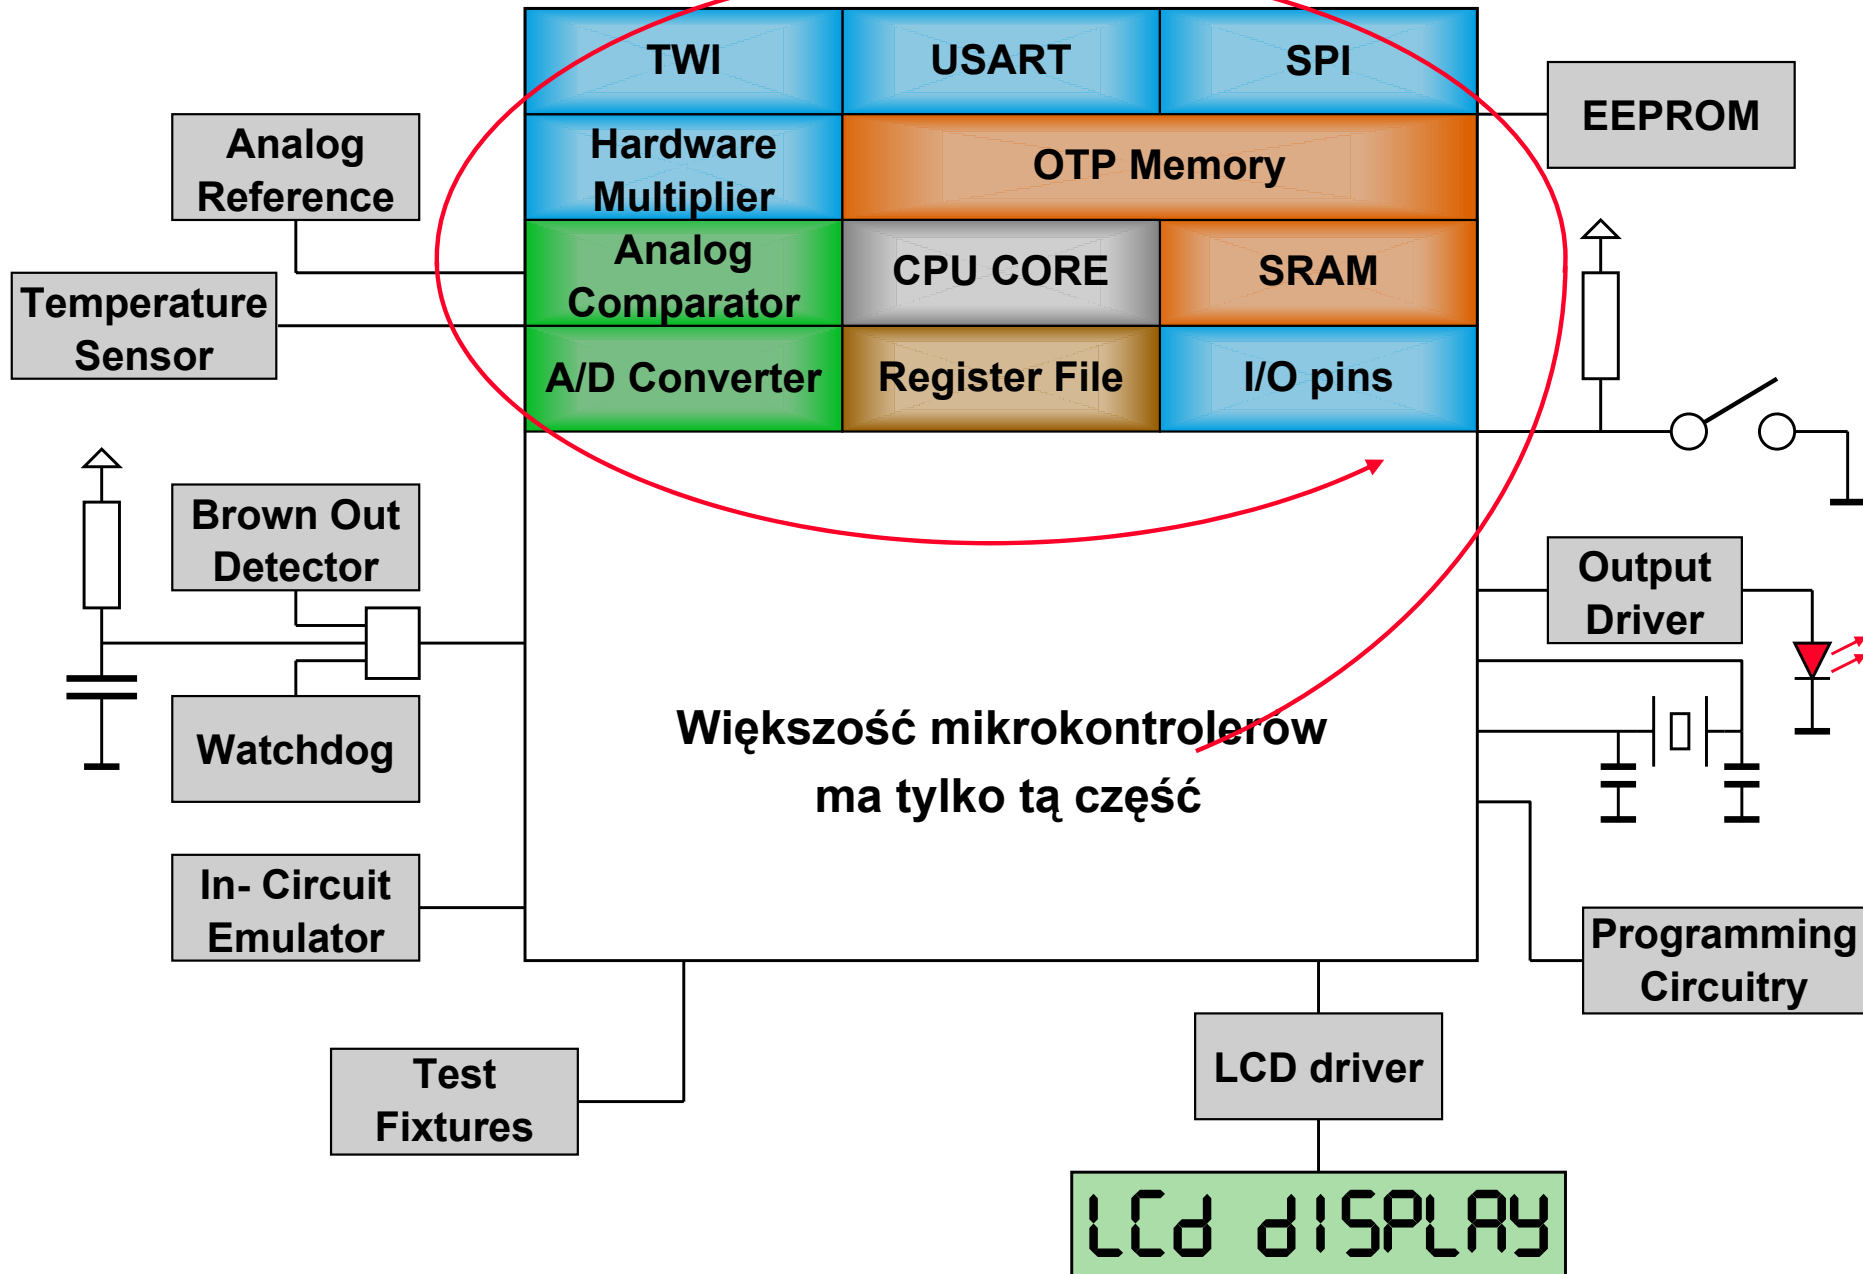 TWI
USART
SPI
EEPROM
Analog
Reference
Hardware
Multiplier
OTP Memory
Temperature
Sensor
Analog
Comparator
CPU CORE
SRAM
A/D Converter
Register File
I/O pins
Brown Out
Detector
Output
Driver
Watchdog
Większość mikrokontrolerów
ma tylko tą część
In- Circuit
Emulator
Programming
Circuitry
Test
Fixtures
LCD driver
LCd dISPLAY